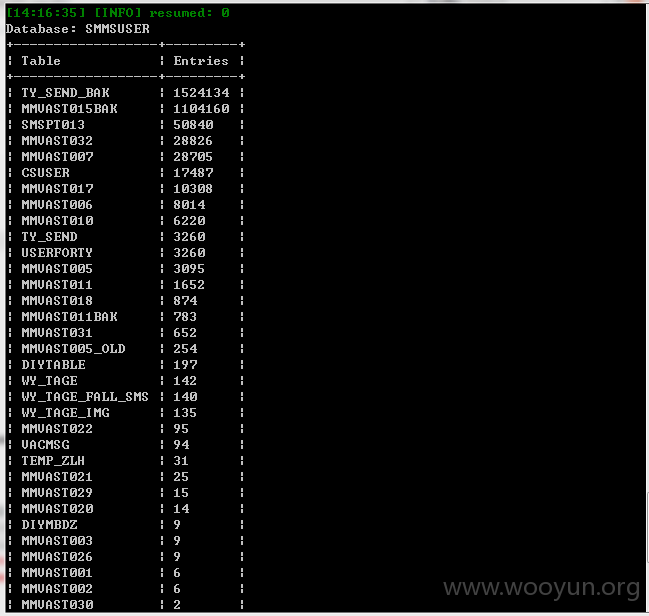 [14:16:35] [INFO] resumed: 0
Database: SMMSUSER
+------------------+---------+
| Table            | Entries |
+------------------+---------+
| TY_SEND_BAK      | 1524134 |
| MMVAST015BAK     | 1104160 |
| SMSPT013         | 50840   |
| MMVAST032        | 28826   |
| MMVAST007        | 28705   |
| CSUSER           | 17487   |
| MMVAST017        | 10308   |
| MMVAST006        | 8014    |
| MMVAST010        | 6220    |
| TY_SEND          | 3260    |
| USERFORTY        | 3260    |
| MMVAST005        | 3095    |
| MMVAST011        | 1652    |
| MMVAST018        | 874     |
| MMVAST011BAK     | 783     |
| MMVAST031        | 652     |
| MMVAST005_OLD    | 254     |
| DIYTABLE         | 197     |
| WY_TAGE          | 142     |
| WY_TAGE_FALL_SMS | 140     |
| WY_TAGE_IMG      | 135     |
| MMVAST022        | 95      |
| VACMSG           | 94      |
| TEMP_ZLH         | 31      |
| MMVAST021        | 25      |
| MMVAST029        | 15      |
| MMVAST020        | 14      |
| DIYMBDZ          | 9       |
| MMVAST003        | 9       |
| MMVAST026        | 9       |
| MMVAST001        | 6       |
| MMVAST002        | 6       |
| MMVAST030        | 2       |
www.wooyun.org